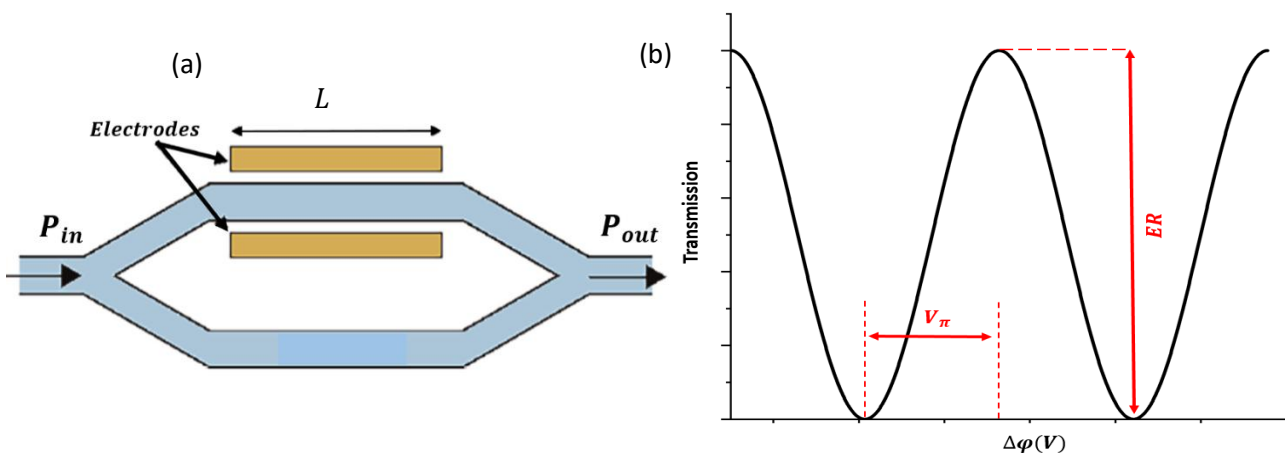 (a)
L
Electrodes
P_in
P_out
(b)
Transmission
V_π
ER
Δφ(V)